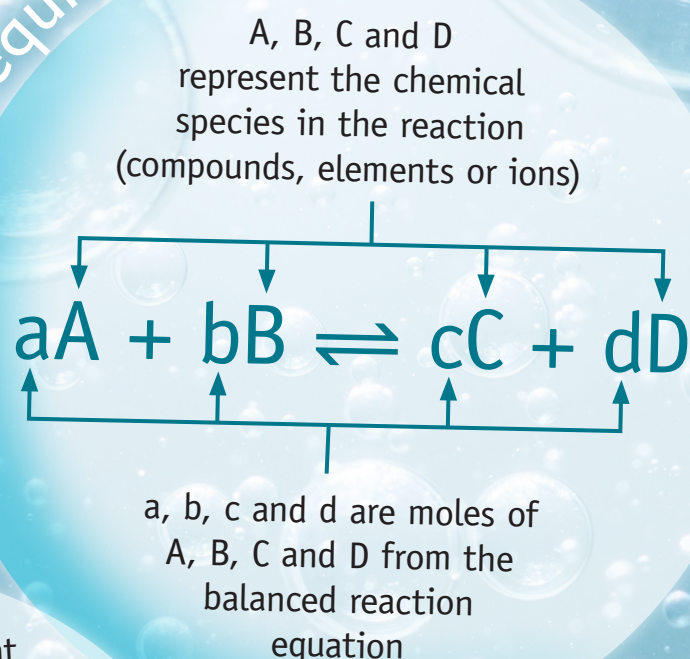 A, B, C and D
represent the chemical
species in the reaction
(compounds, elements or ions)
aA + bB ⇌ cC + dD
a, b, c and d are moles of
A, B, C and D from the
balanced reaction
equation